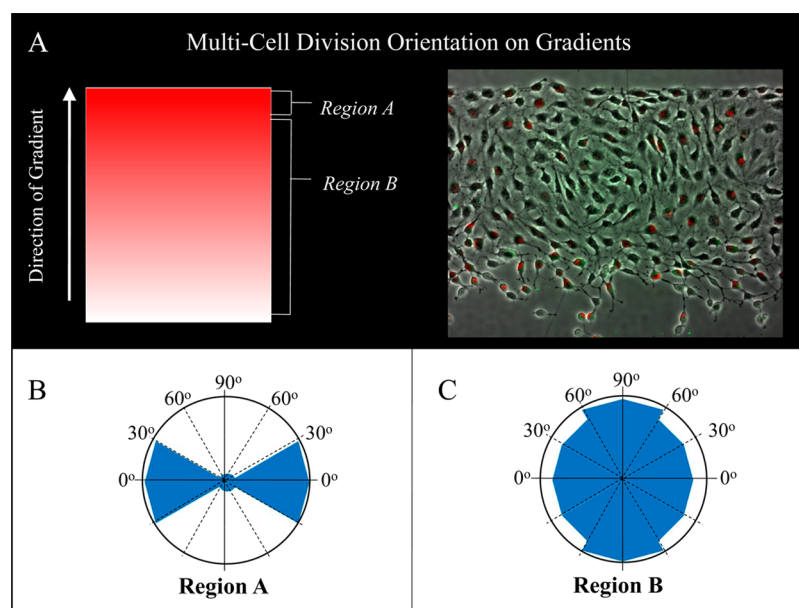 A
Multi-Cell Division Orientation on Gradients
Direction of Gradient
Region A
Region B
B
90º
60º
60º
30º
30º
0º
0º
Region A
C
90º
60º
60º
30º
30º
0º
0º
Region B